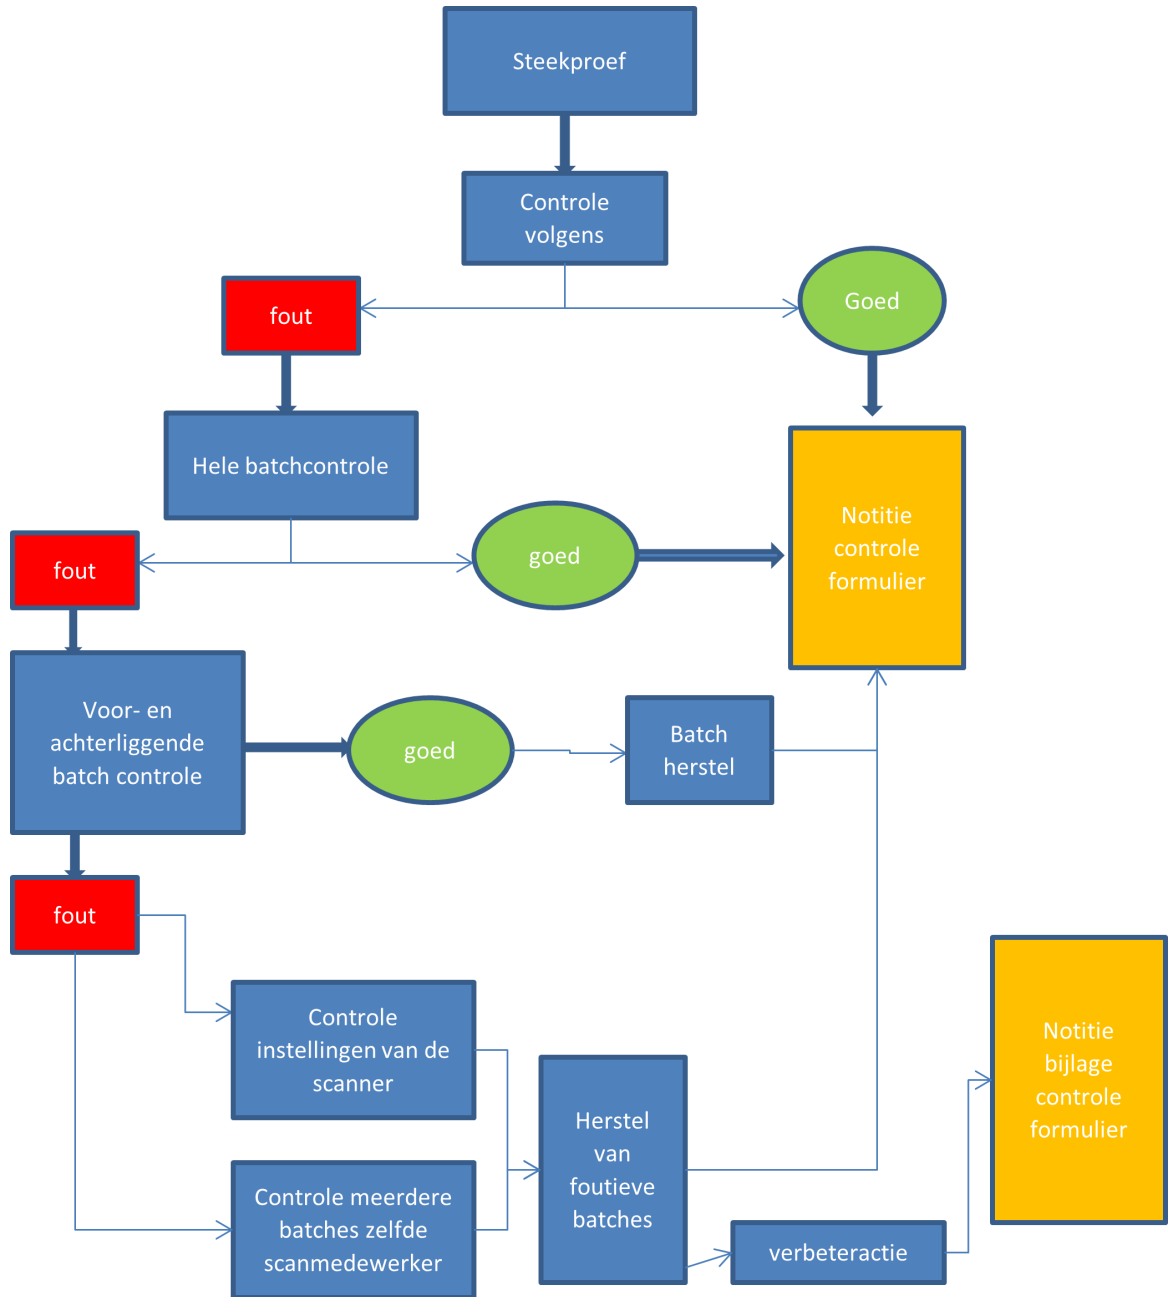 Steekproef
Controle
volgens
fout
Goed
Hele batchcontrole
Notitie
controle
formulier
fout
goed
Voor- en
achterliggende
batch controle
goed
Batch
herstel
fout
Controle
instellingen van de
scanner
Notitie
bijlage
controle
formulier
Herstel
van
foutieve
batches
Controle meerdere
batches zelfde
scanmedewerker
verbeteractie